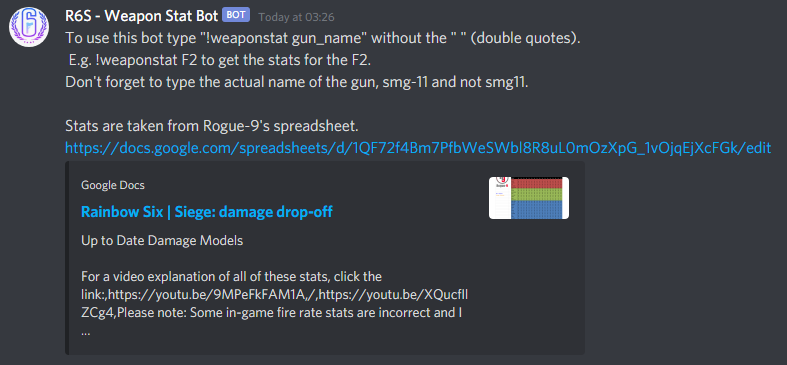 R6S - Weapon Stat Bot BOT Today at 03:26
To use this bot type "!weaponstat gun_name" without the " " (double quotes).
E.g. !weaponstat F2 to get the stats for the F2.
Don't forget to type the actual name of the gun, smg-11 and not smg11.
Stats are taken from Rogue-9's spreadsheet.
https://docs.google.com/spreadsheets/d/1QF72f4Bm7PfbWeSWbl8R8uL0mOzXpG_1vOjqEjXcFGk/edit
Google Docs
Rainbow Six | Siege: damage drop-off
Up to Date Damage Models
For a video explanation of all of these stats, click the
link:,https://youtu.be/9MPeFkFAM1A,/,https://youtu.be/XQucfIl
ZCg4,Please note: Some in-game fire rate stats are incorrect and I
...